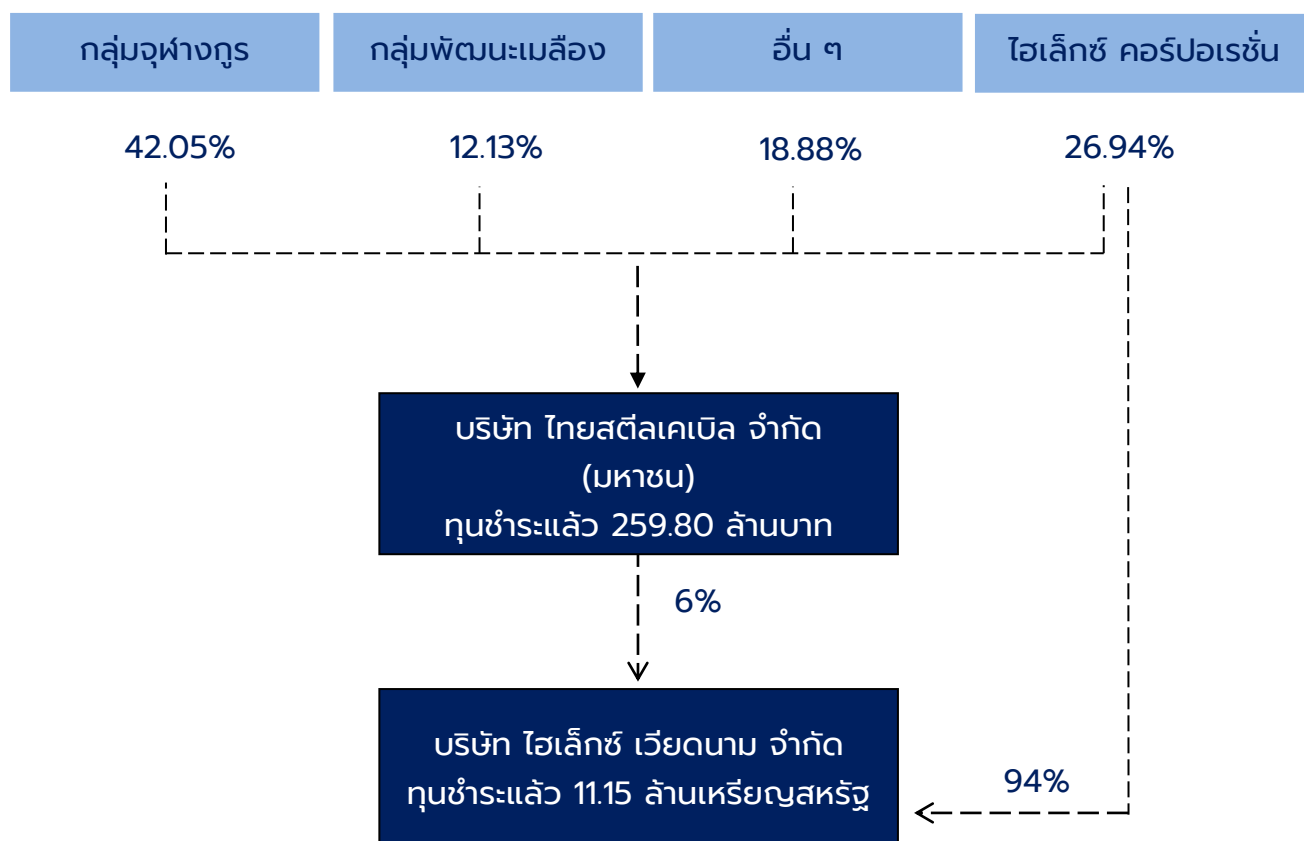 กลุ่มจุฬางกูร
กลุ่มพัฒนะเมลือง
อื่น ๆ
ไฮเล็กซ์ คอร์ปอเรชั่น
42.05%
12.13%
18.88%
26.94%
บริษัท ไทยสตีลเคเบิล จำกัด
(มหาชน)
ทุนชำระแล้ว 259.80 ล้านบาท
6%
บริษัท ไฮเล็กซ์ เวียดนาม จำกัด
ทุนชำระแล้ว 11.15 ล้านเหรียญสหรัฐ
94%